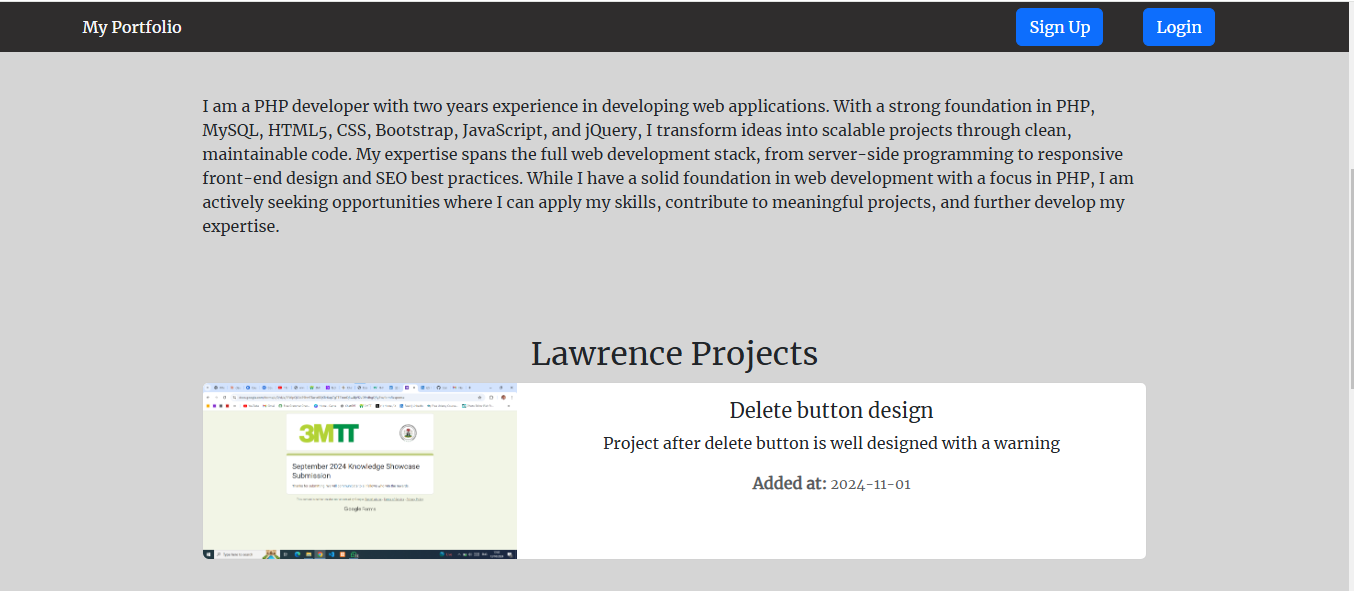 My Portfolio
Sign Up
Login
I am a PHP developer with two years experience in developing web applications. With a strong foundation in PHP,
MySQL, HTML5, CSS, Bootstrap, JavaScript, and jQuery, I transform ideas into scalable projects through clean,
maintainable code. My expertise spans the full web development stack, from server-side programming to responsive
front-end design and SEO best practices. While I have a solid foundation in web development with a focus in PHP, I am
actively seeking opportunities where I can apply my skills, contribute to meaningful projects, and further develop my
expertise.
Lawrence Projects
3MTT
September 2024 Knowledge Showcase
Submission
Google Forms
Type here to search
Delete button design
Project after delete button is well designed with a warning
Added at: 2024-11-01